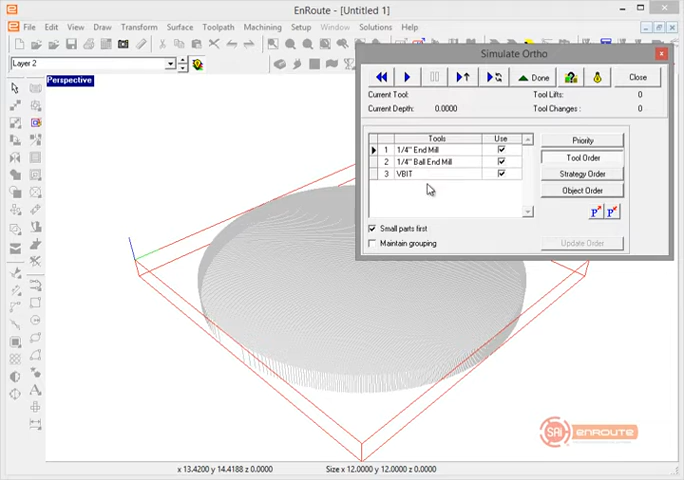 EnRoute - [Untitled 1]
File Edit View Draw Transform Surface Toolpath Machining Setup Window Solutions Help
Layer 2
Perspective
Simulate Ortho
Done
Close
Current Tool:
Tool Lifts: 0
Current Depth: 0.0000
Tool Changes : 0
Tools Use
1 1/4" End Mill
2 1/4" Ball End Mill
3 VBIT
Priority
Tool Order
Strategy Order
Object Order
Small parts first
Maintain grouping
Update Order
SAi ENROUTE
x 13.4200 y 14.4188 z 0.0000
Size x 12.0000 y 12.0000 z 0.0000